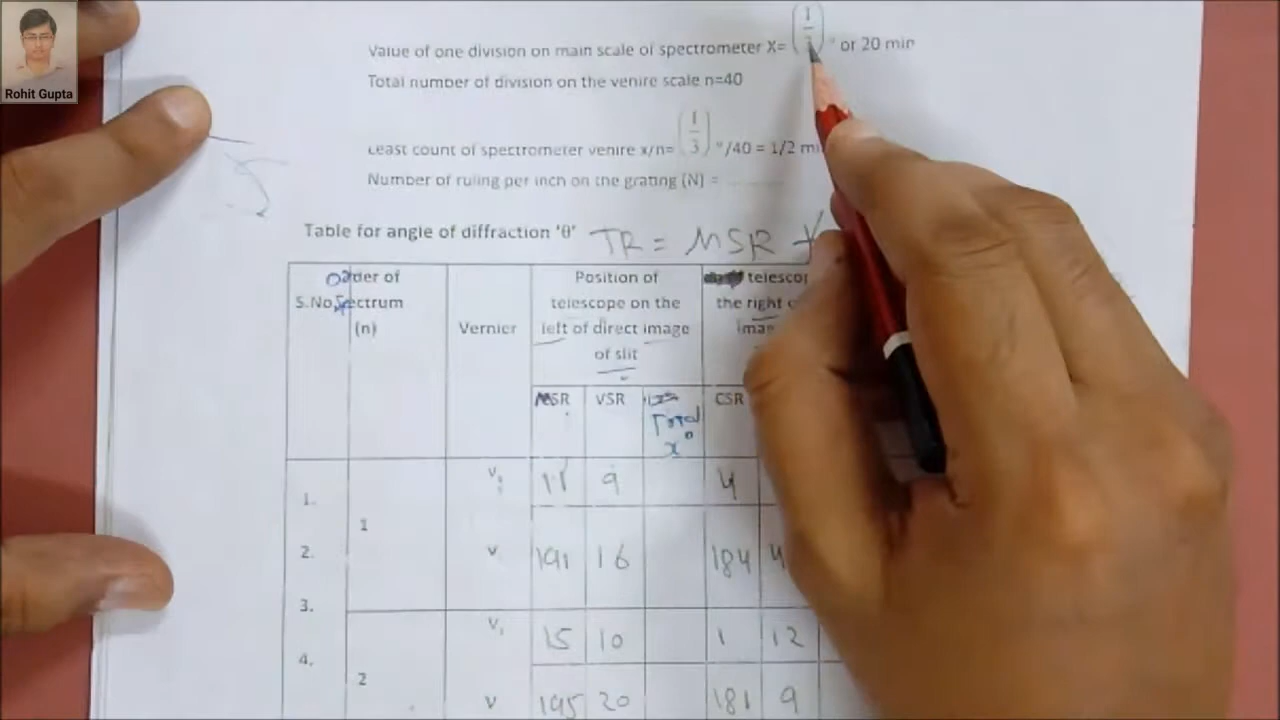 Rohit Gupta
Value of one division on main scale of spectrometer X= ° or 20 min
Total number of division on the venire scale n=40
Least count of spectrometer venire x/n= (1/3) °/40 = 1/2
Number of ruling per inch on the grating (N) = ..........
Table for angle of diffraction 'θ' TR = MSR +
S.No. Order of Spectrum (n)
Vernier
Position of telescope on the left of direct image of slit
the right
MSR VSR Total x° CSR
1. 1 V1 11 9 4
2. V 191 16 184
3. V1 15 10 1 12
4. 2 V 195 20 181 9